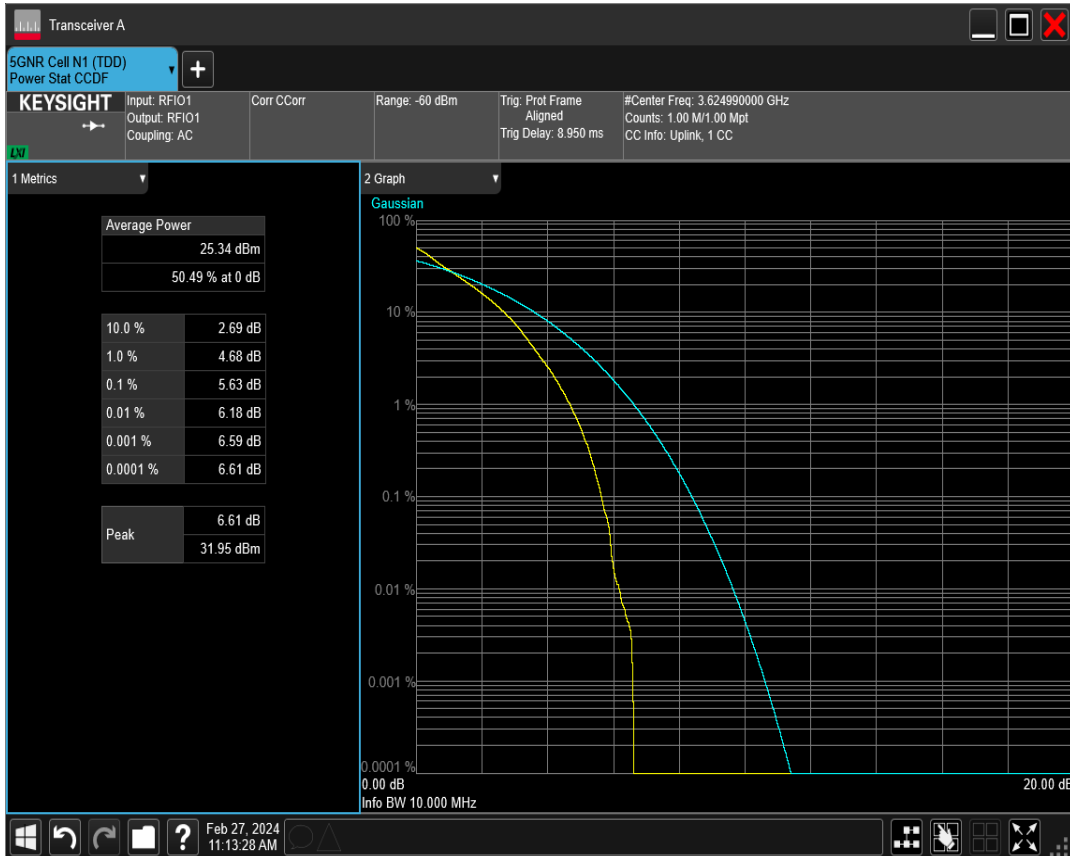 Transceiver A
5GNR Cell N1 (TDD)
Power Stat CCDF
+
KEYSIGHT
LXI
Input: RFIO1
Output: RFIO1
Coupling: AC
Corr CCorr
Range: -60 dBm
Trig: Prot Frame
Aligned
Trig Delay: 8.950 ms
#Center Freq: 3.624990000 GHz
Counts: 1.00 M/1.00 Mpt
CC Info: Uplink, 1 CC
1 Metrics
Average Power
25.34 dBm
50.49 % at 0 dB
10.0 % 2.69 dB
1.0 % 4.68 dB
0.1 % 5.63 dB
0.01 % 6.18 dB
0.001 % 6.59 dB
0.0001 % 6.61 dB
Peak
6.61 dB
31.95 dBm
2 Graph
Gaussian
100 %
10 %
1 %
0.1 %
0.01 %
0.001 %
0.0001 %
0.00 dB 20.00 dB
Info BW 10.000 MHz
?
Feb 27, 2024
11:13:28 AM